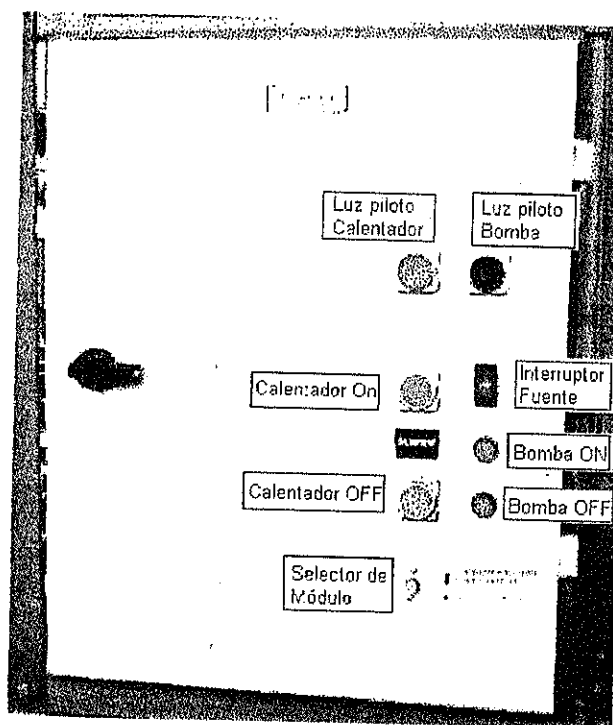 Luz piloto
Calentador
Luz piloto
Bomba
Calentador On
Interruptor
Fuente
Bomba ON
Calentador OFF
Bomba OFF
Selector de
Módulo